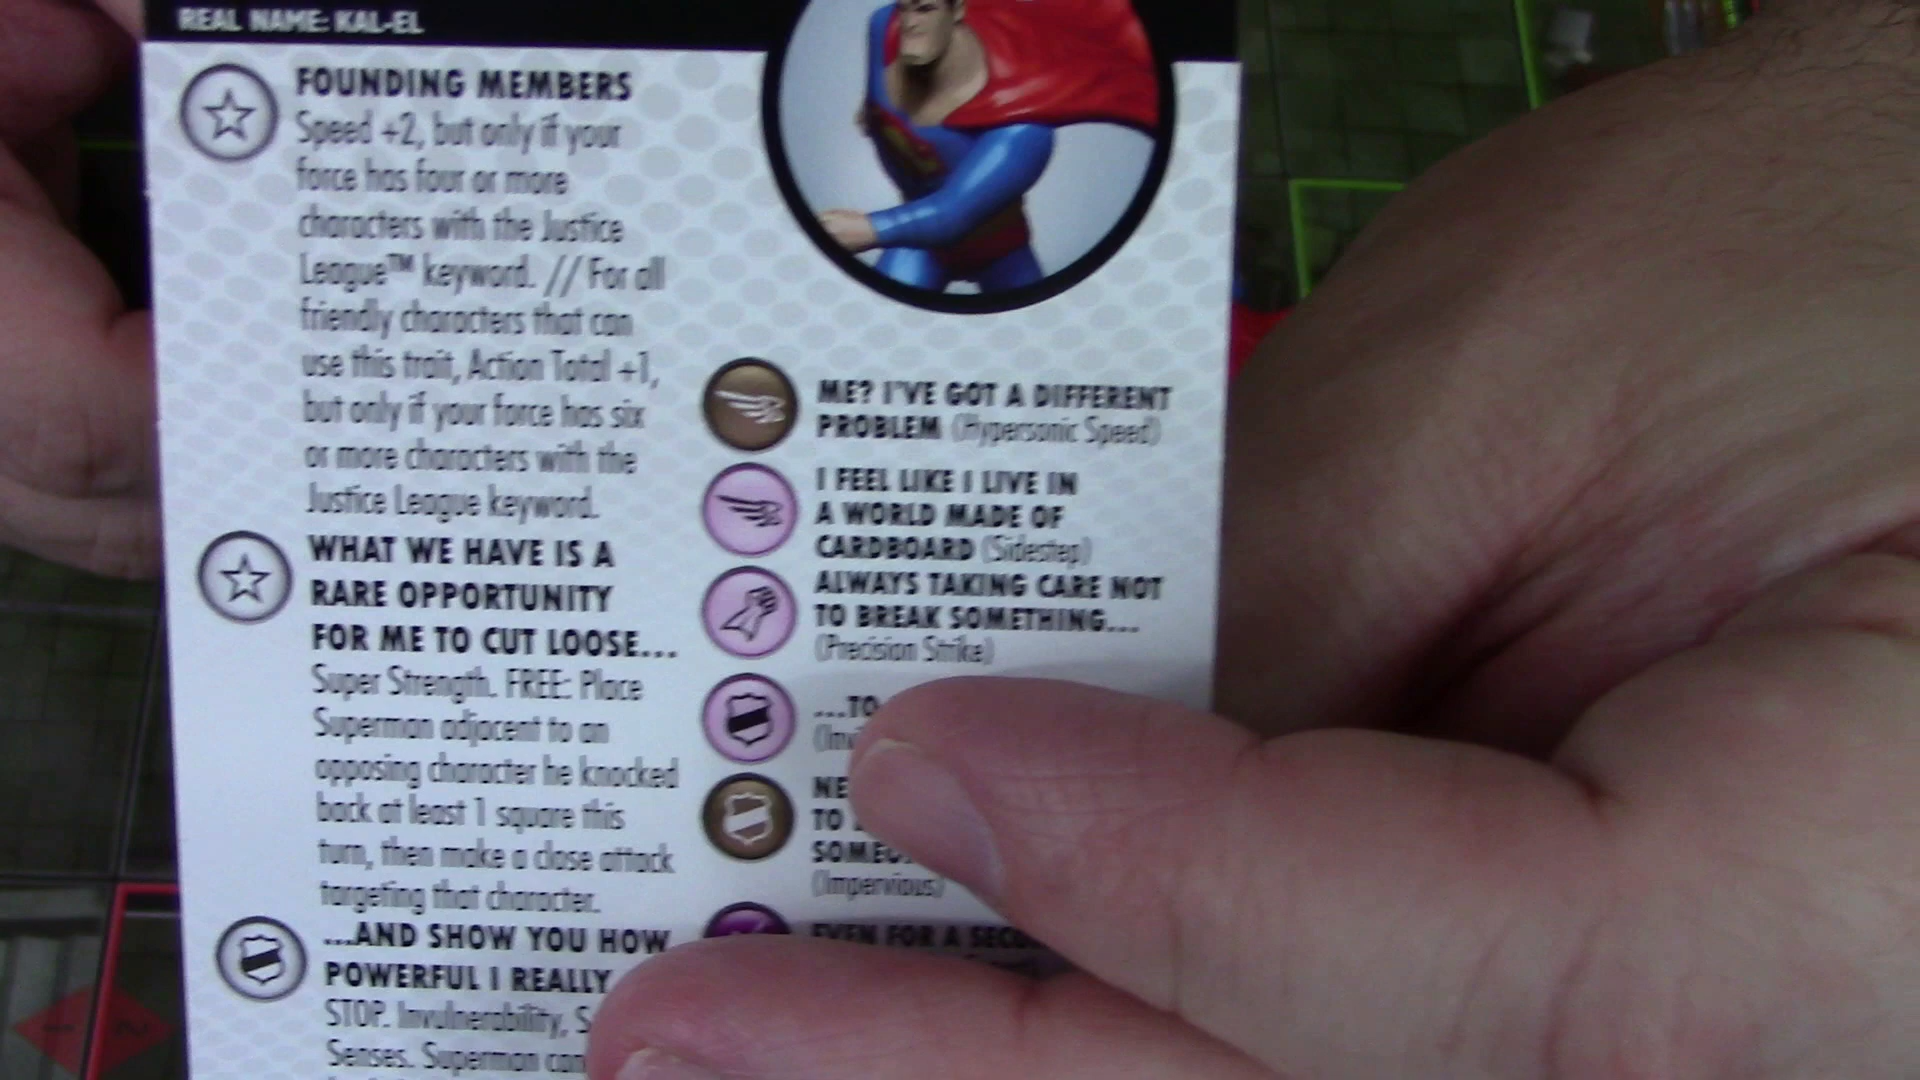 REAL NAME: KAL-EL
FOUNDING MEMBERS
Speed +2, but only if your
force has four or more
characters with the Justice
League™ keyword. // For all
friendly characters that can
use this trait, Action Total +1,
but only if your force has six
or more characters with the
Justice League keyword.
WHAT WE HAVE IS A
RARE OPPORTUNITY
FOR ME TO CUT LOOSE...
Super Strength. FREE: Place
Superman adjacent to an
opposing character he knocked
back at least 1 square this
turn, then make a close attack
targeting that character.
...AND SHOW YOU HOW
POWERFUL I REALLY
STOP. Invulnerability,
Senses. Superman
ME? I'VE GOT A DIFFERENT
PROBLEM (Hypersonic Speed)
I FEEL LIKE I LIVE IN
A WORLD MADE OF
CARDBOARD (Sidestep)
ALWAYS TAKING CARE NOT
TO BREAK SOMETHING...
(Precision Strike)
...TO
TO
(Impervious)
EVEN FOR A